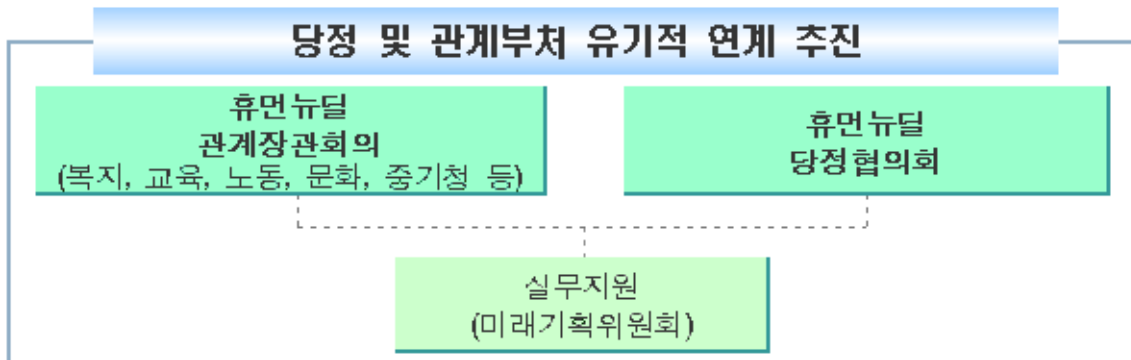 당정 및 관계부처 유기적 연계 추진
휴먼뉴딜
관계장관회의
(복지, 교육, 노동, 문화, 중기청 등)
휴먼뉴딜
당정협의회
실무지원
(미래기획위원회)